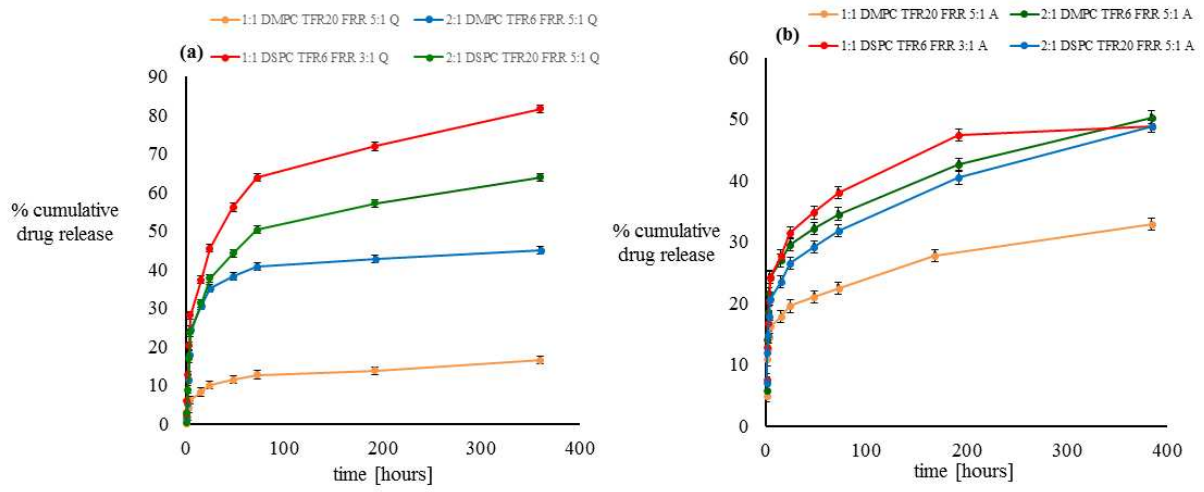 1:1 DMPC TFR20 FRR 5:1 Q
2:1 DMPC TFR6 FRR 5:1 Q
(a)
1:1 DSPC TFR6 FRR 3:1 Q
2:1 DSPC TFR20 FRR 5:1 Q
90
80
70
60
50
40
30
20
10
0
% cumulative
drug release
0
100
200
300
400
time [hours]
1:1 DMPC TFR20 FRR 5:1 A
2:1 DMPC TFR6 FRR 5:1 A
(b)
1:1 DSPC TFR6 FRR 3:1 A
2:1 DSPC TFR20 FRR 5:1 A
60
50
40
30
20
10
0
% cumulative
drug release
0
100
200
300
400
time [hours]